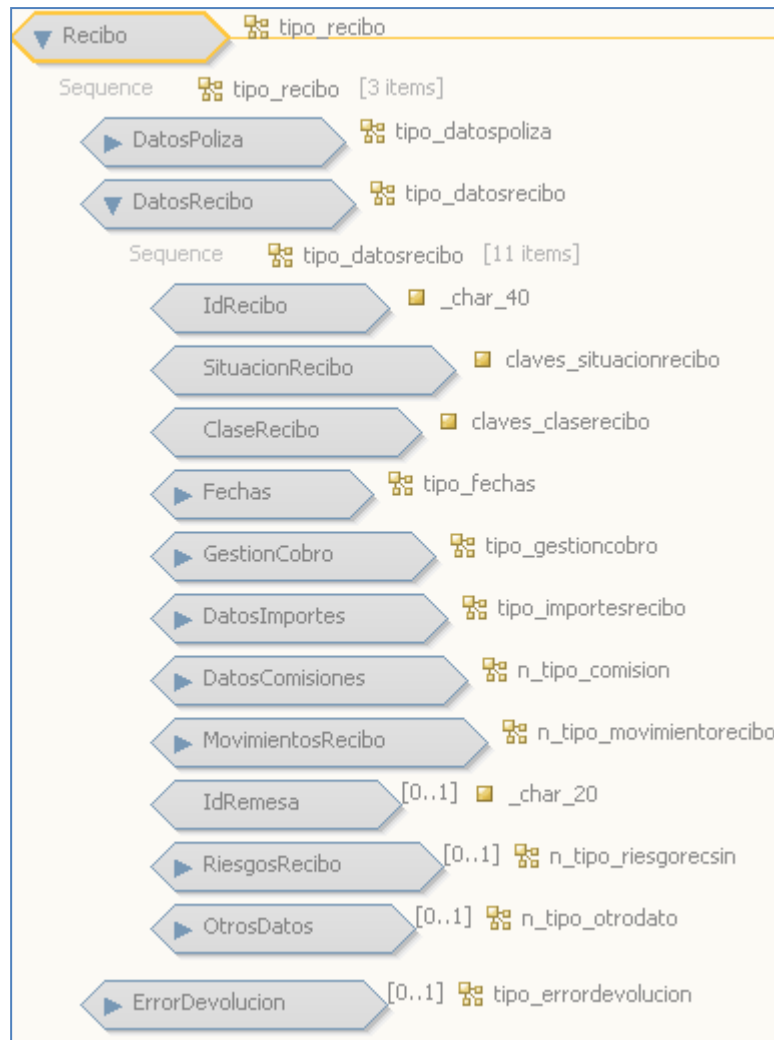 Recibo tipo_recibo
Sequence tipo_recibo [3 items]
DatosPoliza tipo_datospoliza
DatosRecibo tipo_datosrecibo
Sequence tipo_datosrecibo [11 items]
IdRecibo _char_40
SituacionRecibo claves_situacionrecibo
ClaseRecibo claves_claserecibo
Fechas tipo_fechas
GestionCobro tipo_gestioncobro
DatosImportes tipo_importesrecibo
DatosComisiones n_tipo_comision
MovimientosRecibo n_tipo_movimientorecibo
IdRemesa [0..1] _char_20
RiesgosRecibo [0..1] n_tipo_riesgorecsin
OtrosDatos [0..1] n_tipo_otrodato
ErrorDevolucion [0..1] tipo_errordevolucion